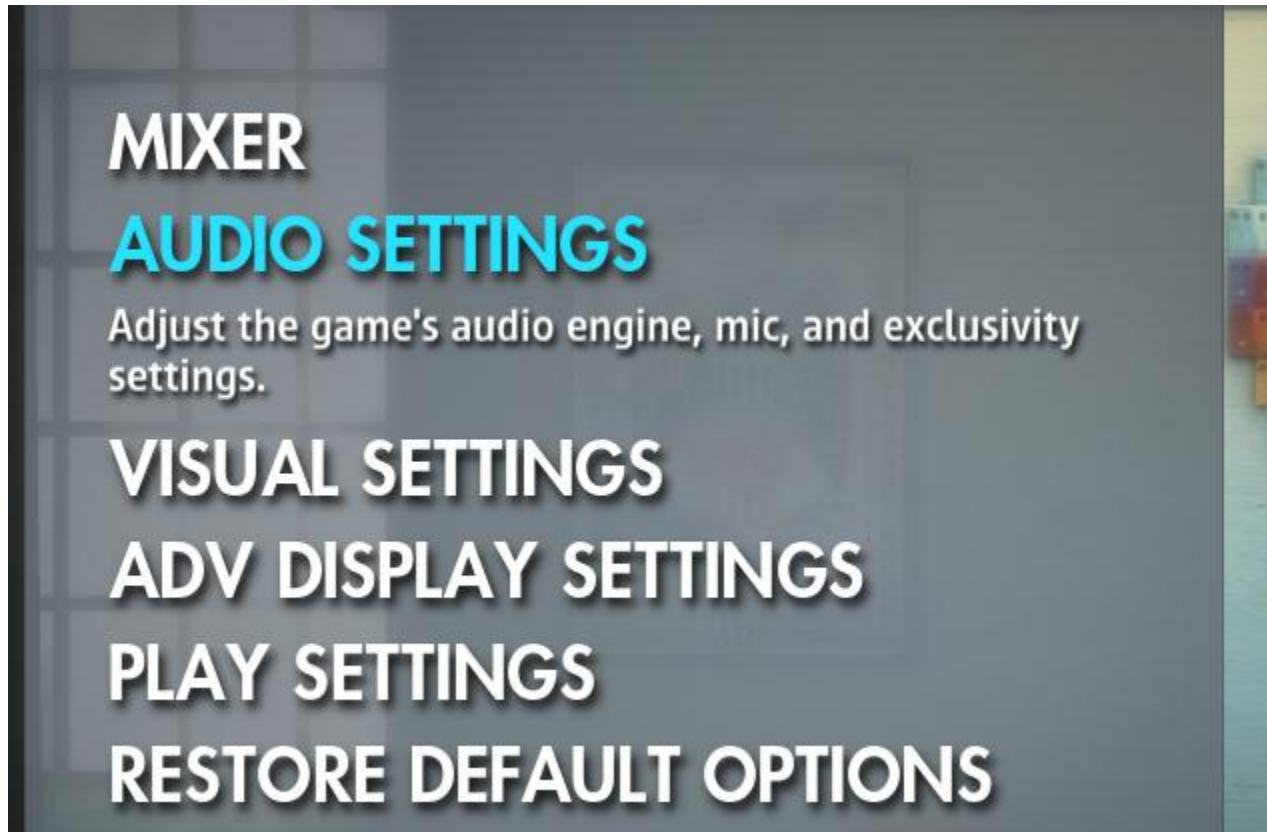 MIXER
AUDIO SETTINGS
Adjust the game's audio engine, mic, and exclusivity
settings.
VISUAL SETTINGS
ADV DISPLAY SETTINGS
PLAY SETTINGS
RESTORE DEFAULT OPTIONS